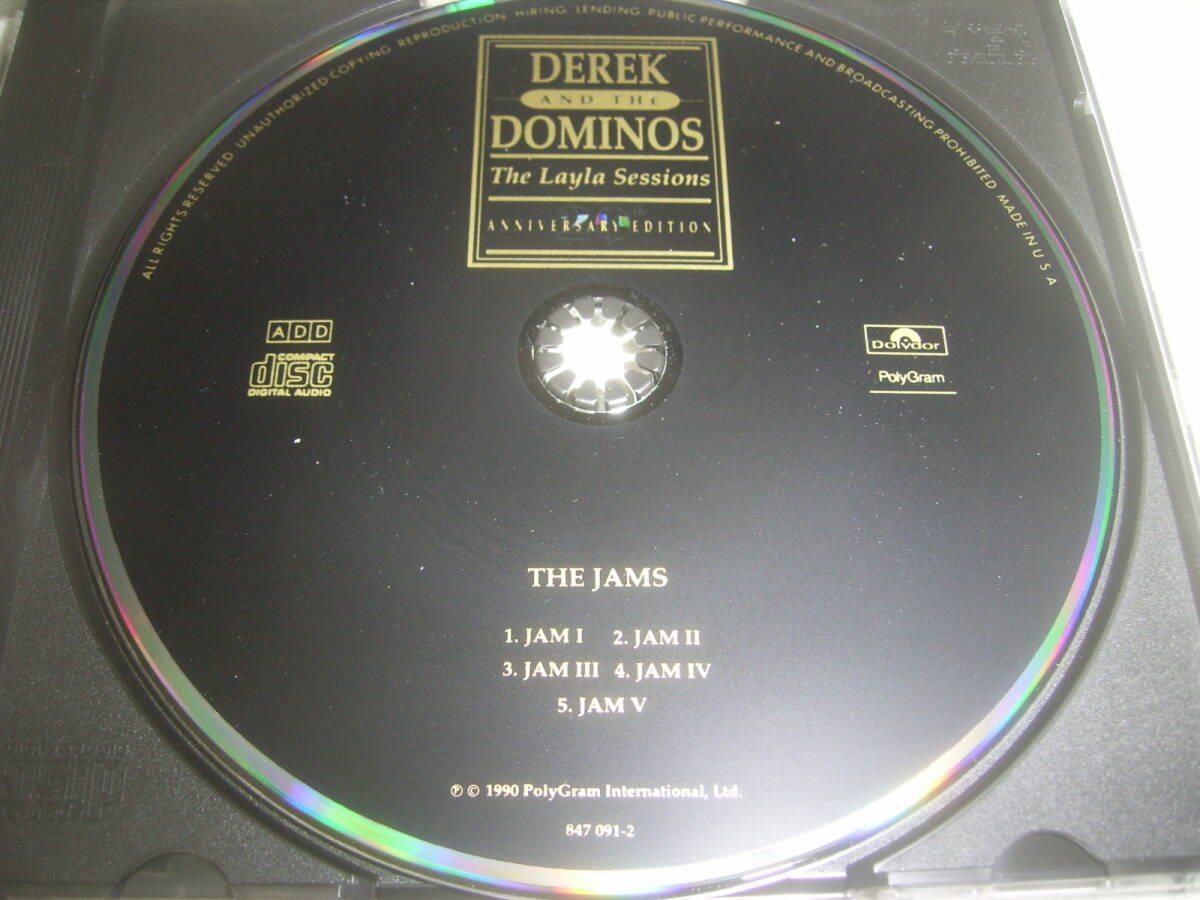 ALL RIGHTS RESERVED UNAUTHORIZED COPYING REPRODUCTION HIRING LENDING PUBLIC PERFORMANCE AND BROADCASTING PROHIBITED MADE IN U S A
DEREK
AND THE
DOMINOS
The Layla Sessions
ANNIVERSARY EDITION
ADD
COMPACT
disc
DIGITAL AUDIO
Polydor
PolyGram
THE JAMS
1. JAM I 2. JAM II
3. JAM III 4. JAM IV
5. JAM V
℗ © 1990 PolyGram International, Ltd.
847 091-2